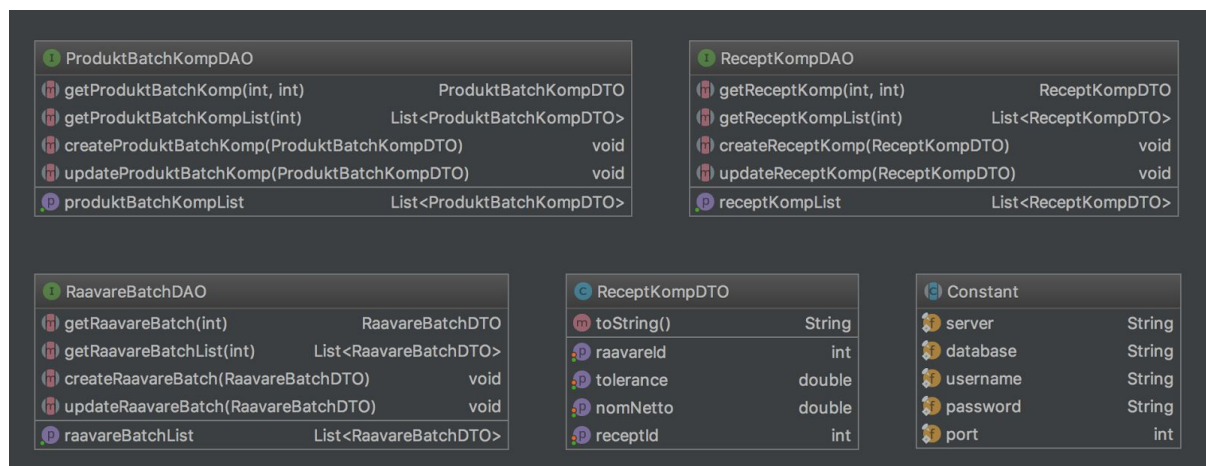 ProduktBatchKompDAO
getProduktBatchKomp(int, int) ProduktBatchKompDTO
getProduktBatchKompList(int) List<ProduktBatchKompDTO>
createProduktBatchKomp(ProduktBatchKompDTO) void
updateProduktBatchKomp(ProduktBatchKompDTO) void
produktBatchKompList List<ProduktBatchKompDTO>
ReceptKompDAO
getReceptKomp(int, int) ReceptKompDTO
getReceptKompList(int) List<ReceptKompDTO>
createReceptKomp(ReceptKompDTO) void
updateReceptKomp(ReceptKompDTO) void
receptKompList List<ReceptKompDTO>
RaavareBatchDAO
getRaavareBatch(int) RaavareBatchDTO
getRaavareBatchList(int) List<RaavareBatchDTO>
createRaavareBatch(RaavareBatchDTO) void
updateRaavareBatch(RaavareBatchDTO) void
raavareBatchList List<RaavareBatchDTO>
ReceptKompDTO
toString() String
raavareId int
tolerance double
nomNetto double
receptId int
Constant
server String
database String
username String
password String
port int